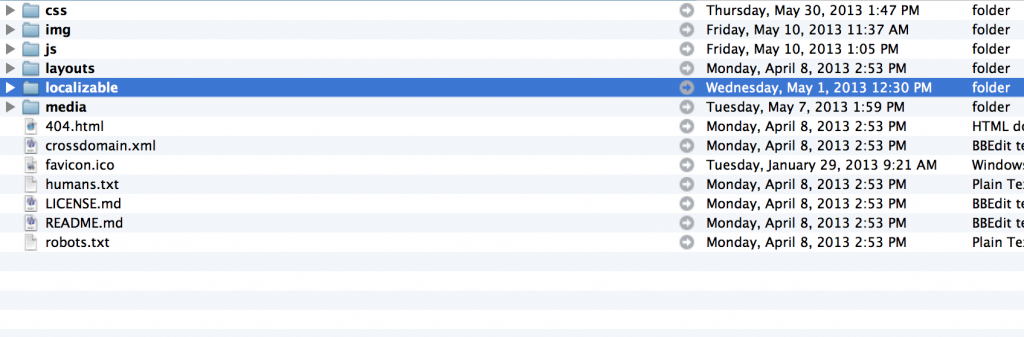 css Thursday, May 30, 2013 1:47 PM folder
img Friday, May 10, 2013 11:37 AM folder
js Friday, May 10, 2013 1:05 PM folder
layouts Monday, April 8, 2013 2:53 PM folder
localizable Wednesday, May 1, 2013 12:30 PM folder
media Tuesday, May 7, 2013 1:59 PM folder
404.html Monday, April 8, 2013 2:53 PM HTML do
crossdomain.xml Monday, April 8, 2013 2:53 PM BBEdit te
favicon.ico Tuesday, January 29, 2013 9:21 AM Windows
humans.txt Monday, April 8, 2013 2:53 PM Plain Te
LICENSE.md Monday, April 8, 2013 2:53 PM BBEdit te
README.md Monday, April 8, 2013 2:53 PM BBEdit te
robots.txt Monday, April 8, 2013 2:53 PM Plain Te